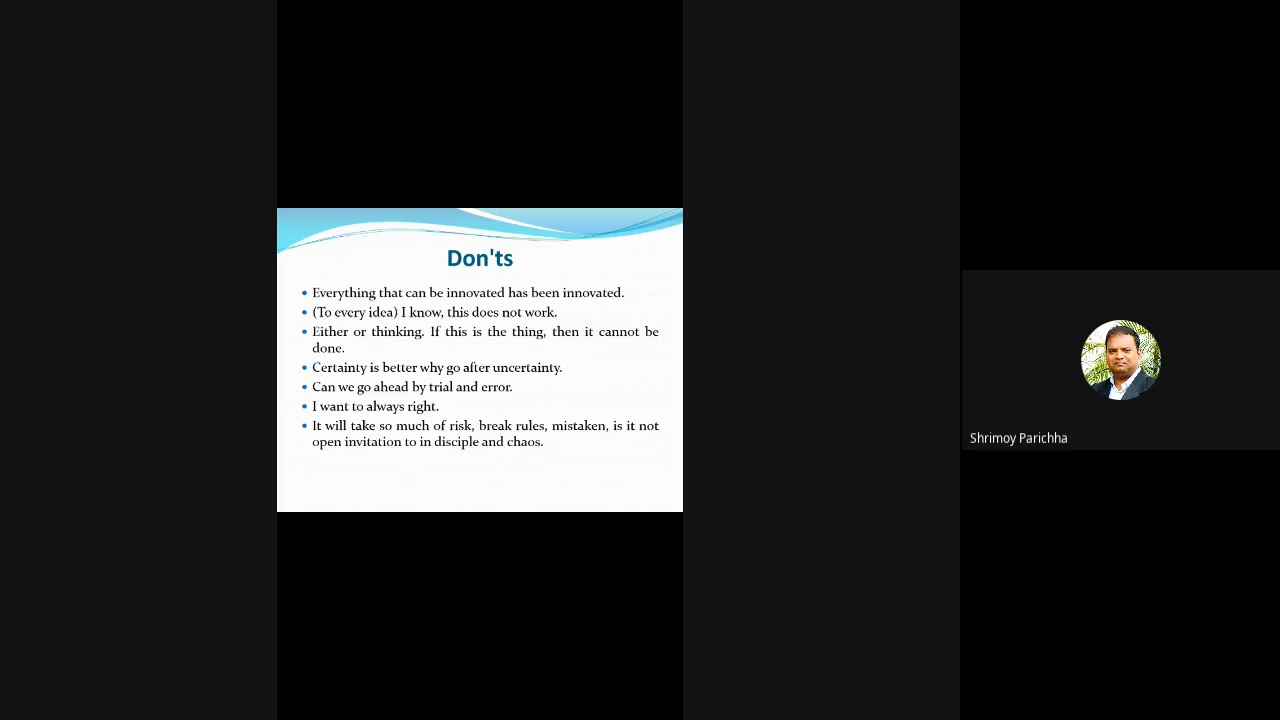 Don'ts
Everything that can be innovated has been innovated.
(To every idea) I know, this does not work.
Either or thinking. If this is the thing, then it cannot be
done.
Certainty is better why go after uncertainty.
Can we go ahead by trial and error.
I want to always right.
It will take so much of risk, break rules, mistaken, is it not
open invitation to in disciple and chaos.
Shrimoy Parichha